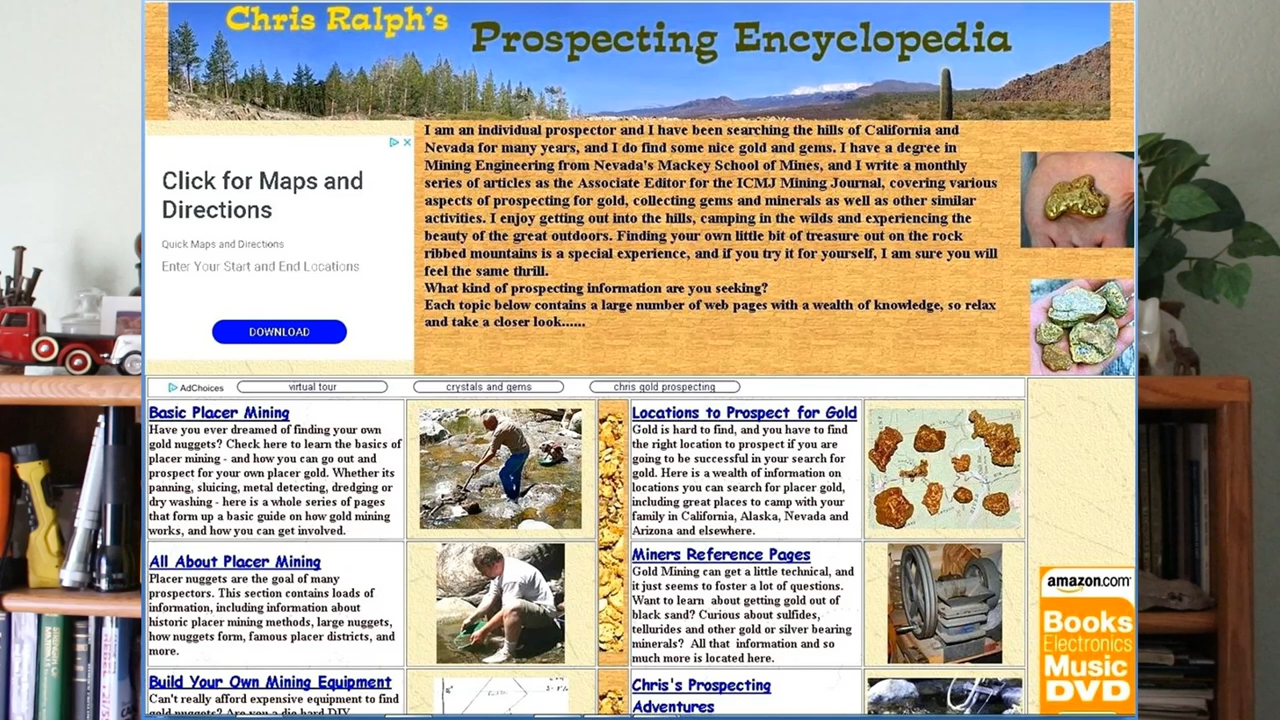 Chris Ralph's
Prospecting Encyclopedia
Click for Maps and
Directions
Quick Maps and Directions
Enter Your Start and End Locations
DOWNLOAD
I am an individual prospector and I have been searching the hills of California and
Nevada for many years, and I do find some nice gold and gems. I have a degree in
Mining Engineering from Nevada's Mackey School of Mines, and I write a monthly
series of articles as the Associate Editor for the ICMJ Mining Journal, covering various
aspects of prospecting for gold, collecting gems and minerals as well as other similar
activities. I enjoy getting out into the hills, camping in the wilds and experiencing the
beauty of the great outdoors. Finding your own little bit of treasure out on the rock
ribbed mountains is a special experience, and if you try it for yourself, I am sure you will
feel the same thrill.
What kind of prospecting information are you seeking?
Each topic below contains a large number of web pages with a wealth of knowledge, so relax
and take a closer look......
AdChoices
virtual tour
crystals and gems
chris gold prospecting
Basic Placer Mining
Have you ever dreamed of finding your own
gold nuggets? Check here to learn the basics of
placer mining - and how you can go out and
prospect for your own placer gold. Whether its
panning, sluicing, metal detecting, dredging or
dry washing - here is a whole series of pages
that form up a basic guide on how gold mining
works, and how you can get involved.
Locations to Prospect for Gold
Gold is hard to find, and you have to find
the right location to prospect if you are
going to be successful in your search for
gold. Here is a wealth of information on
locations you can search for placer gold,
including great places to camp with your
family in California, Alaska, Nevada and
Arizona and elsewhere.
All About Placer Mining
Placer nuggets are the goal of many
prospectors. This section contains loads of
information, including information about
historic placer mining methods, large nuggets,
how nuggets form, famous placer districts, and
more.
Miners Reference Pages
Gold Mining can get a little technical, and
it just seems to foster a lot of questions.
Want to learn about getting gold out of
black sand? Curious about sulfides,
tellurides and other gold or silver bearing
minerals? All that information and so
much more is located here.
Build Your Own Mining Equipment
Can't really afford expensive equipment to find
gold nuggets? Are you a die hard DIY
Chris's Prospecting
Adventures
amazon.com
Books
Electronics
Music
DVD